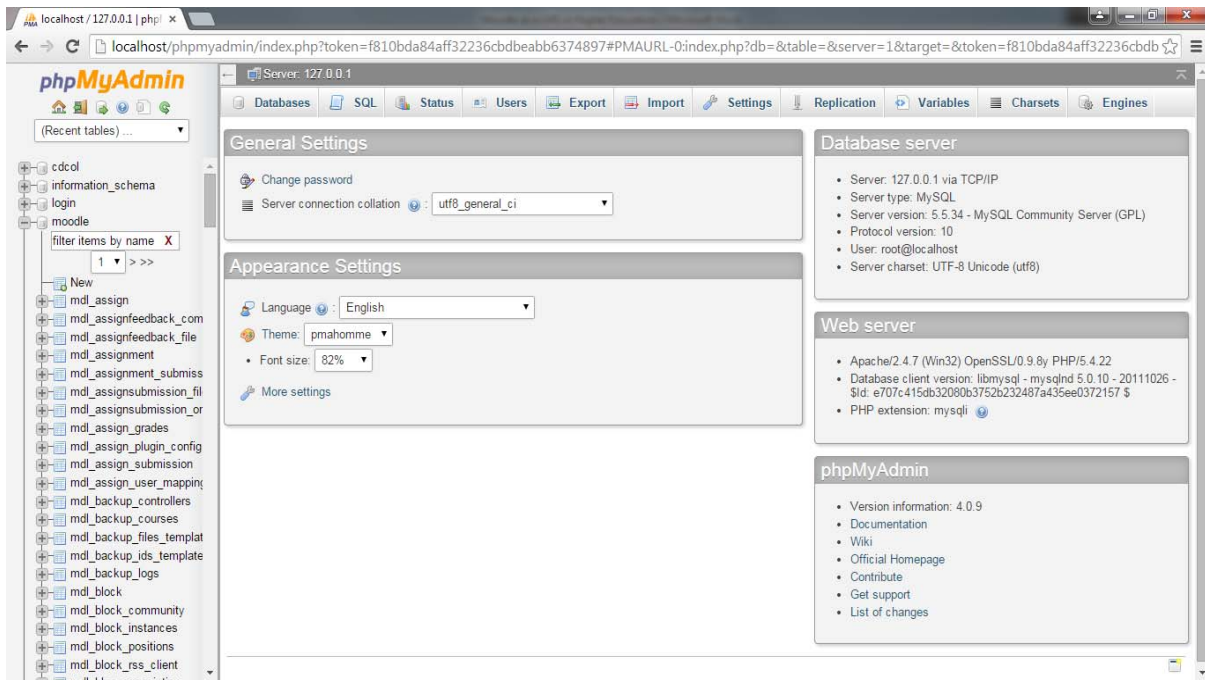 localhost / 127.0.0.1 | phpl
localhost/phpmyadmin/index.php?token=f810bda84aff32236cbdbeabb6374897#PMAURL-0:index.php?db=&table=&server=1&target=&token=f810bda84aff32236cbdb
phpMyAdmin
(Recent tables) ...
cdcol
information_schema
login
moodle
filter items by name X
1 > >>
New
mdl_assign
mdl_assignfeedback_com
mdl_assignfeedback_file
mdl_assignment
mdl_assignment_submiss
mdl_assignsubmission_fil
mdl_assignsubmission_or
mdl_assign_grades
mdl_assign_plugin_config
mdl_assign_submission
mdl_assign_user_mapping
mdl_backup_controllers
mdl_backup_courses
mdl_backup_files_templat
mdl_backup_ids_template
mdl_backup_logs
mdl_block
mdl_block_community
mdl_block_instances
mdl_block_positions
mdl_block_rss_client
Server: 127.0.0.1
Databases SQL Status Users Export Import Settings Replication Variables Charsets Engines
General Settings
Change password
Server connection collation : utf8_general_ci
Appearance Settings
Language : English
Theme: pmahomme
• Font size: 82%
More settings
Database server
• Server: 127.0.0.1 via TCP/IP
• Server type: MySQL
• Server version: 5.5.34 - MySQL Community Server (GPL)
• Protocol version: 10
• User: root@localhost
• Server charset: UTF-8 Unicode (utf8)
Web server
• Apache/2.4.7 (Win32) OpenSSL/0.9.8y PHP/5.4.22
• Database client version: libmysql - mysqlnd 5.0.10 - 20111026 -
$Id: e707c415db32080b3752b232487a435ee0372157 $
• PHP extension: mysqli
phpMyAdmin
• Version information: 4.0.9
• Documentation
• Wiki
• Official Homepage
• Contribute
• Get support
• List of changes